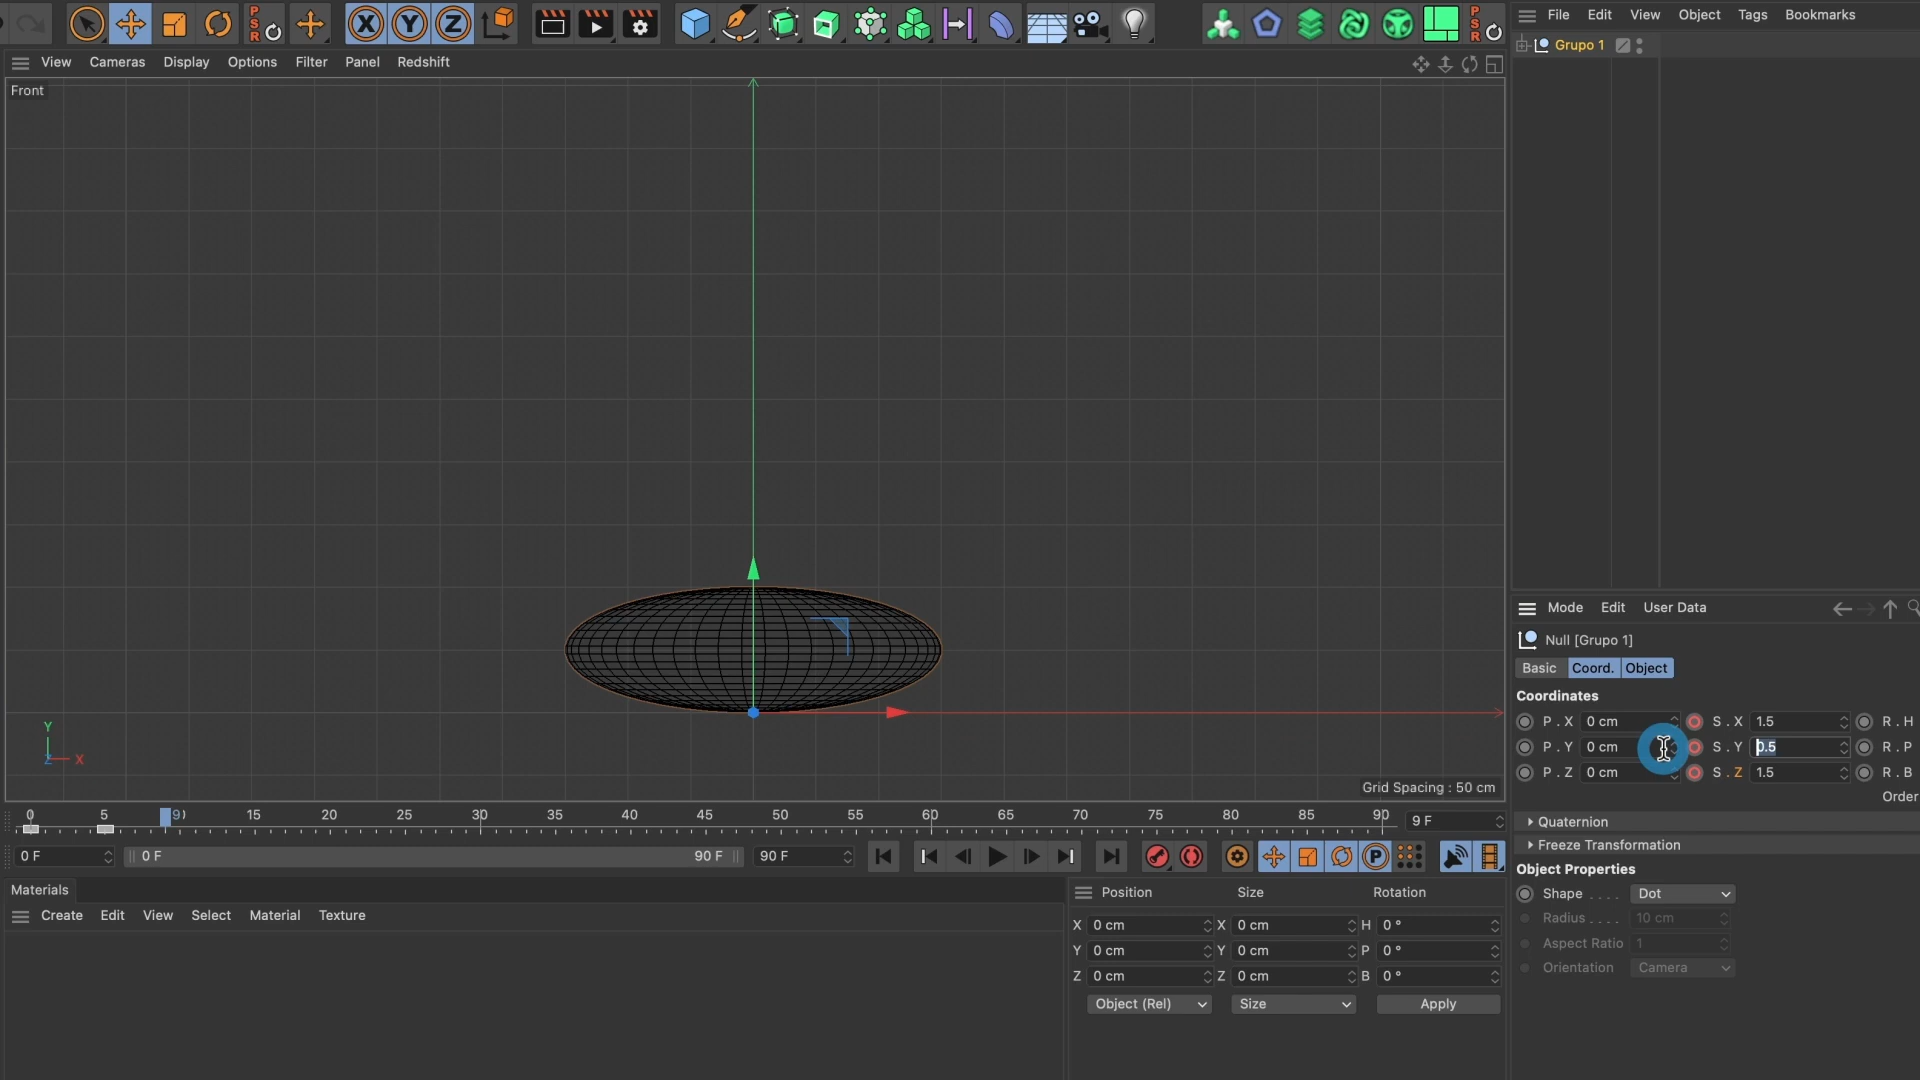 PSR
PSR
File Edit View Object Tags Bookmarks
Grupo 1
View Cameras Display Options Filter Panel Redshift
Front
Y
Z X
Grid Spacing : 50 cm
Mode Edit User Data
Null [Grupo 1]
Basic Coord. Object
Coordinates
P . X 0 cm S . X 1.5 R . H
P . Y 0 cm S . Y 0.5 R . P
P . Z 0 cm S . Z 1.5 R . B
Order
Quaternion
Freeze Transformation
Object Properties
Shape . . . . Dot
Radius . . . . 10 cm
Aspect Ratio 1
Orientation Camera
0 5 9 15 20 25 30 35 40 45 50 55 60 65 70 75 80 85 90 9 F
0 F 0 F 90 F 90 F
Materials
Create Edit View Select Material Texture
Position Size Rotation
X 0 cm X 0 cm H 0 °
Y 0 cm Y 0 cm P 0 °
Z 0 cm Z 0 cm B 0 °
Object (Rel) Size Apply